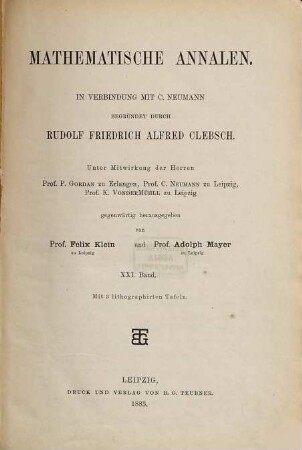 MATHEMATISCHE ANNALEN.
IN VERBINDUNG MIT C. NEUMANN
BEGRÜNDET DURCH
RUDOLF FRIEDRICH ALFRED CLEBSCH.
Unter Mitwirkung der Herren
Prof. P. GORDAN zu Erlangen, Prof. C. NEUMANN zu Leipzig,
Prof. K. VONDERMÜHLL zu Leipzig
gegenwärtig herausgegeben
von
Prof. Felix Klein und Prof. Adolph Mayer
zu Leipzig zu Leipzig
XXI. Band.
Mit 3 lithographirten Tafeln.
LEIPZIG,
DRUCK UND VERLAG VON B. G. TEUBNER.
1883.